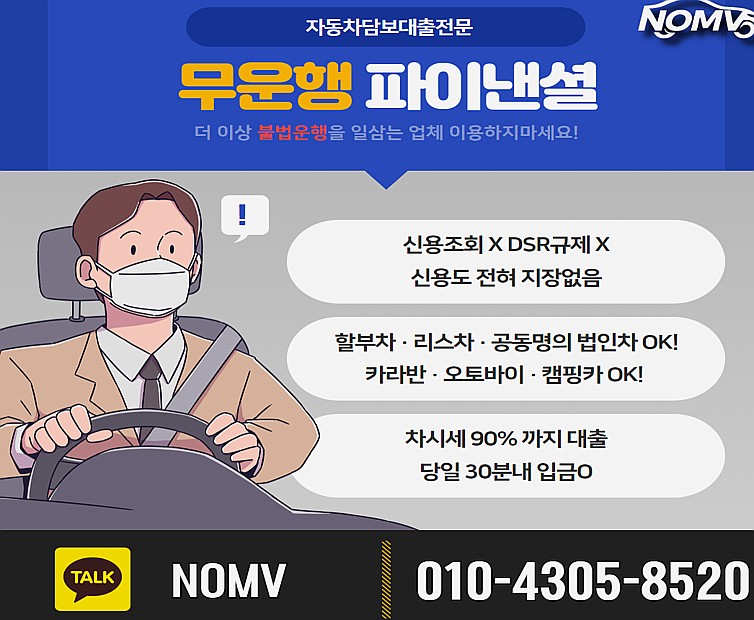 자동차담보대출전문
NOMV5
무운행 파이낸셜
더 이상 불법운행을 일삼는 업체 이용하지마세요!
!
신용조회 X DSR규제 X
신용도 전혀 지장없음
할부차 · 리스차 · 공동명의 법인차 OK!
카라반 · 오토바이 · 캠핑카 OK!
차시세 90% 까지 대출
당일 30분내 입금O
TALK
NOMV
010-4305-8520